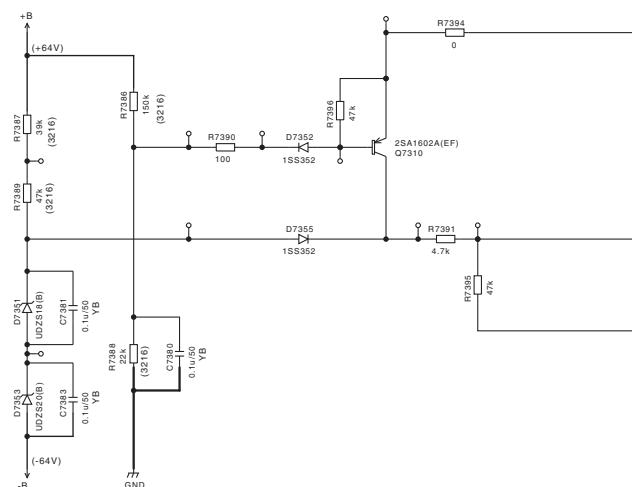 +B
(+64V)
R7394
0
R7386
150k
(3216)
R7396
47k
R7387
39k
(3216)
R7390
100
D7352
1SS352
2SA1602A(EF)
Q7310
R7389
47k
(3216)
D7355
1SS352
R7391
4.7k
R7395
47k
D7351
UDZS18(B)
C7381
0.1u/50
YB
R7388
22k
(3216)
C7380
0.1u/50
YB
D7353
UDZS20(B)
C7383
0.1u/50
YB
(-64V)
-B
GND